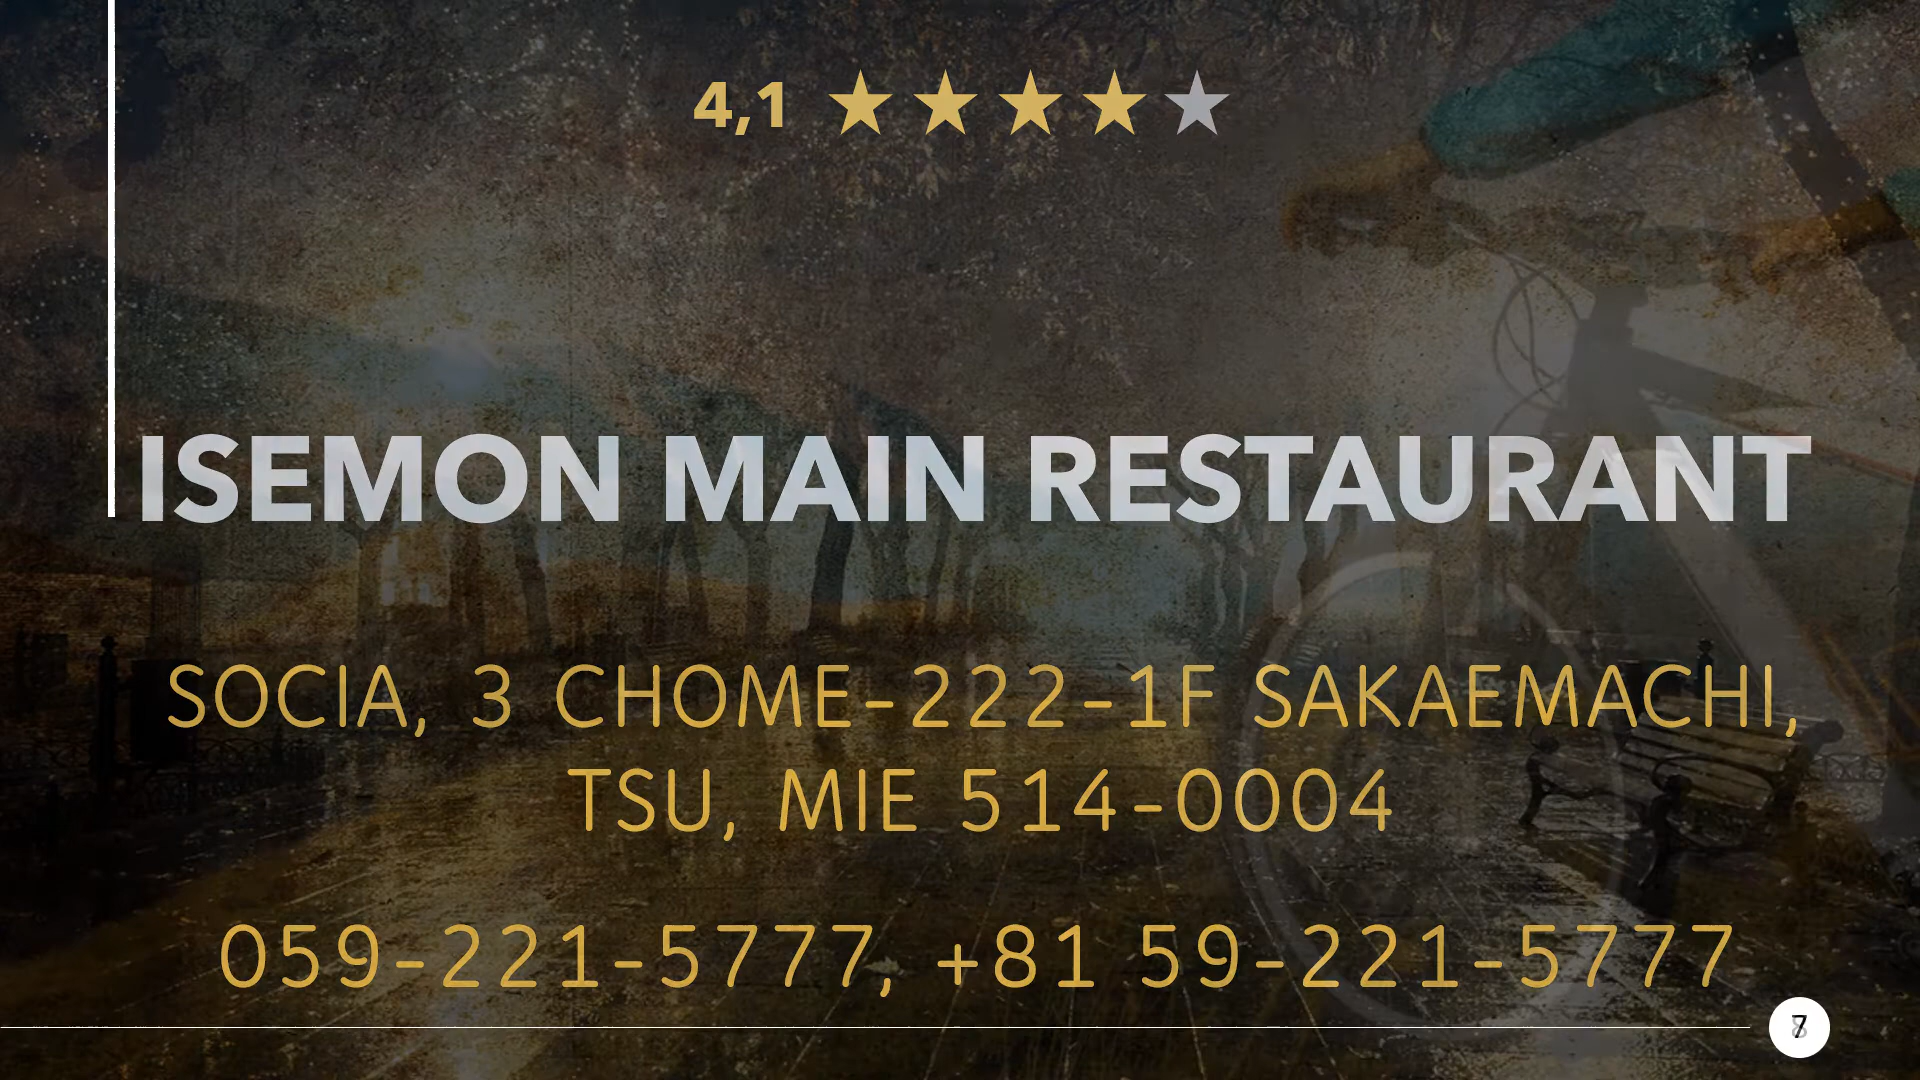 4,1
ISEMON MAIN RESTAURANT
SOCIA, 3 CHOME-222-1F SAKAEMACHI,
TSU, MIE 514-0004
059-221-5777, +81 59-221-5777